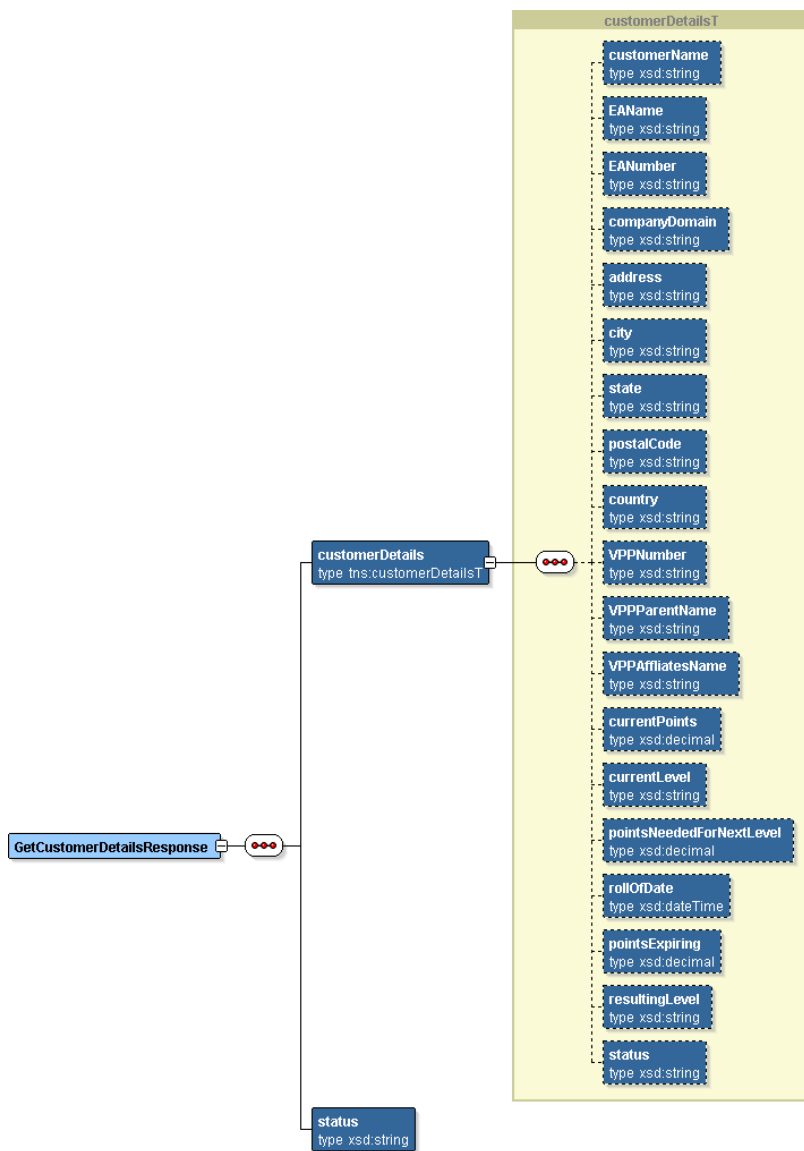 customerDetailsT
customerName
type xsd:string
EAName
type xsd:string
EANumber
type xsd:string
companyDomain
type xsd:string
address
type xsd:string
city
type xsd:string
state
type xsd:string
postalCode
type xsd:string
country
type xsd:string
customerDetails
type tns:customerDetailsT
VPPNumber
type xsd:string
VPPParentName
type xsd:string
VPPAffliatesName
type xsd:string
currentPoints
type xsd:decimal
currentLevel
type xsd:string
GetCustomerDetailsResponse
pointsNeededForNextLevel
type xsd:decimal
rollOfDate
type xsd:dateTime
pointsExpiring
type xsd:decimal
resultingLevel
type xsd:string
status
type xsd:string
status
type xsd:string